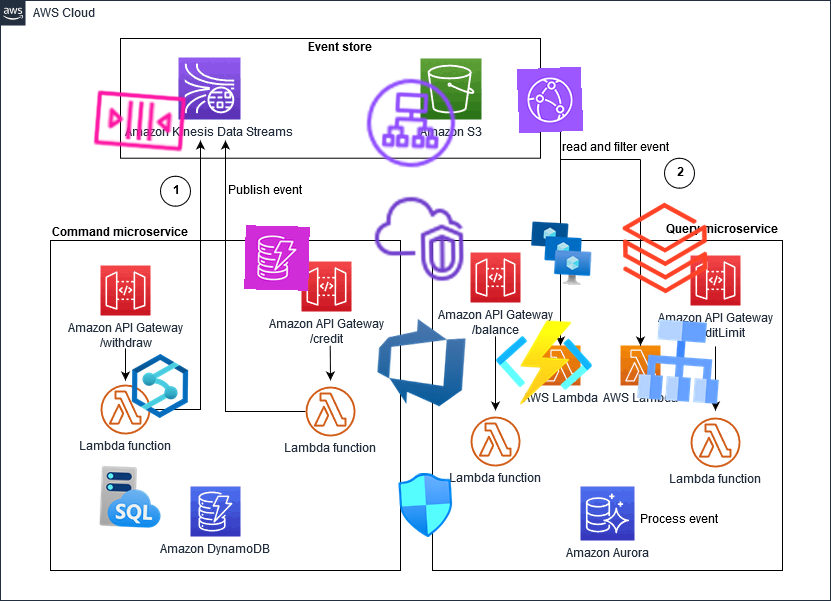 aws
AWS Cloud
Event store
Amazon Kinesis Data Streams
Amazon S3
read and filter event
1
2
Publish event
Command microservice
Query microservice
Amazon API Gateway
/withdraw
Amazon API Gateway
/credit
Amazon API Gateway
/balance
Amazon API Gateway
ditLimit
AWS Lambda
AWS Lambda
Lambda function
Lambda function
Lambda function
Lambda function
SQL
Amazon DynamoDB
Process event
Amazon Aurora